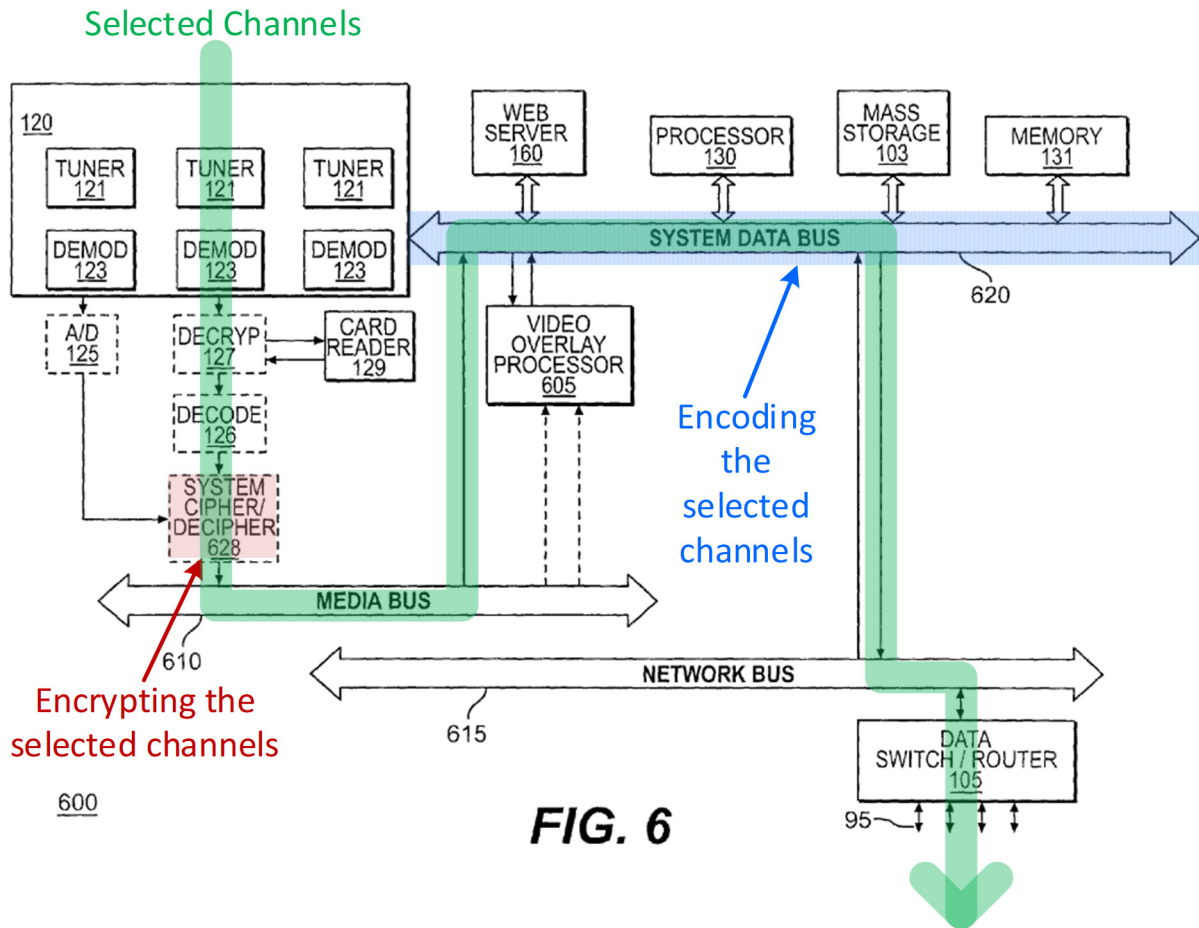 Selected Channels
120
TUNER
121
TUNER
121
TUNER
121
DEMOD
123
DEMOD
123
DEMOD
123
WEB
SERVER
160
PROCESSOR
130
MASS
STORAGE
103
MEMORY
131
SYSTEM DATA BUS
620
A/D
125
DECRYP
127
CARD
READER
129
VIDEO
OVERLAY
PROCESSOR
605
DECODE
126
SYSTEM
CIPHER/
DECIPHER
628
Encoding
the
selected
channels
MEDIA BUS
610
NETWORK BUS
615
Encrypting the
selected channels
DATA
SWITCH / ROUTER
105
95
600
FIG. 6